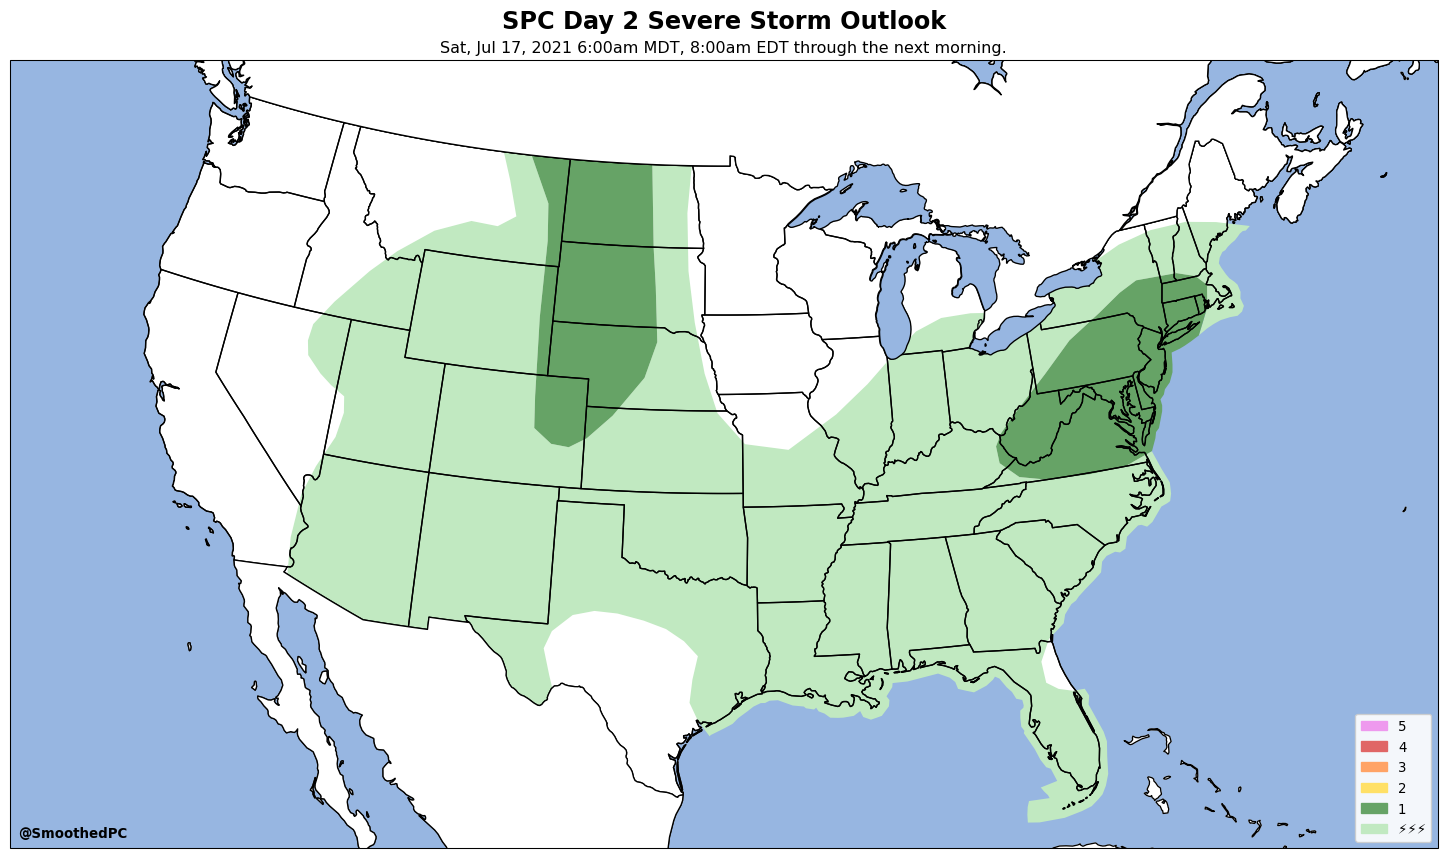 SPC Day 2 Severe Storm Outlook
Sat, Jul 17, 2021 6:00am MDT, 8:00am EDT through the next morning.
5
4
3
2
1
⚡⚡⚡
@SmoothedPC